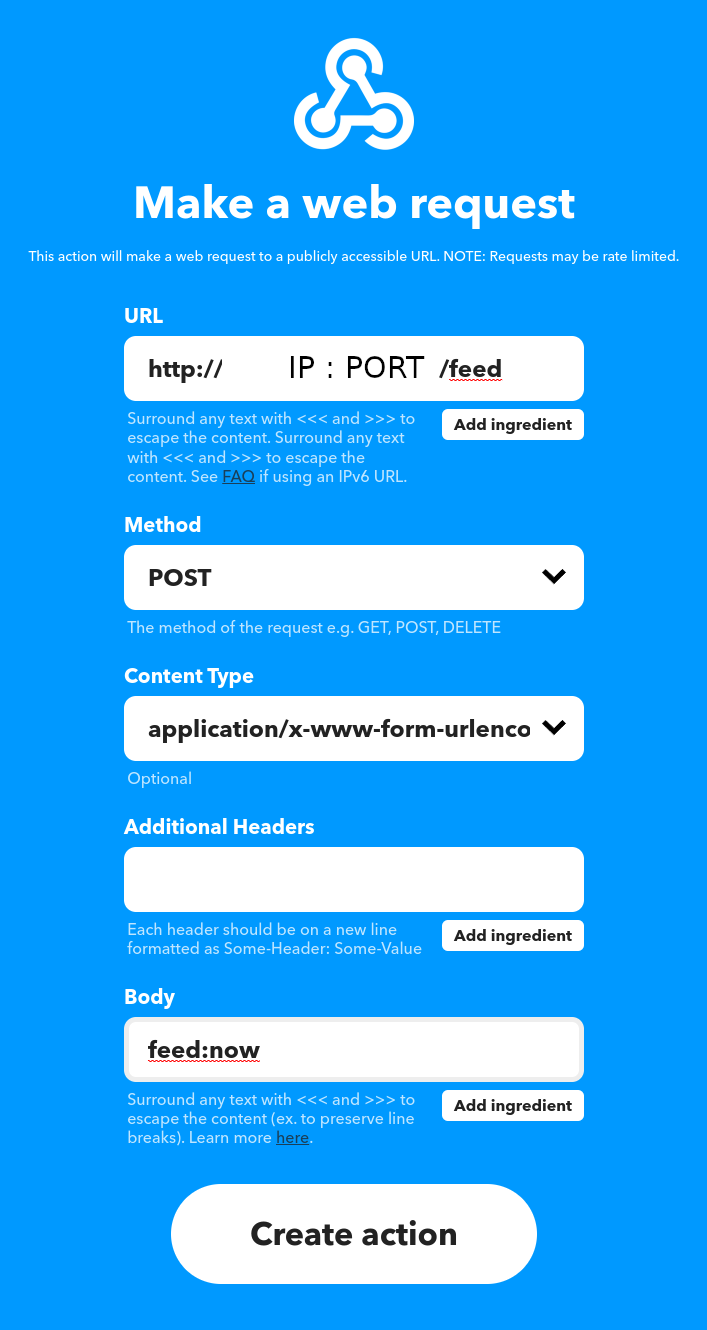 Make a web request
This action will make a web request to a publicly accessible URL. NOTE: Requests may be rate limited.
URL
http:// IP : PORT /feed
Surround any text with <<< and >>> to
escape the content. Surround any text
with <<< and >>> to escape the
content. See FAQ if using an IPv6 URL.
Add ingredient
Method
POST
The method of the request e.g. GET, POST, DELETE
Content Type
application/x-www-form-urlenco
Optional
Additional Headers
Each header should be on a new line
formatted as Some-Header: Some-Value
Add ingredient
Body
feed:now
Surround any text with <<< and >>> to
escape the content (ex. to preserve line
breaks). Learn more here.
Add ingredient
Create action